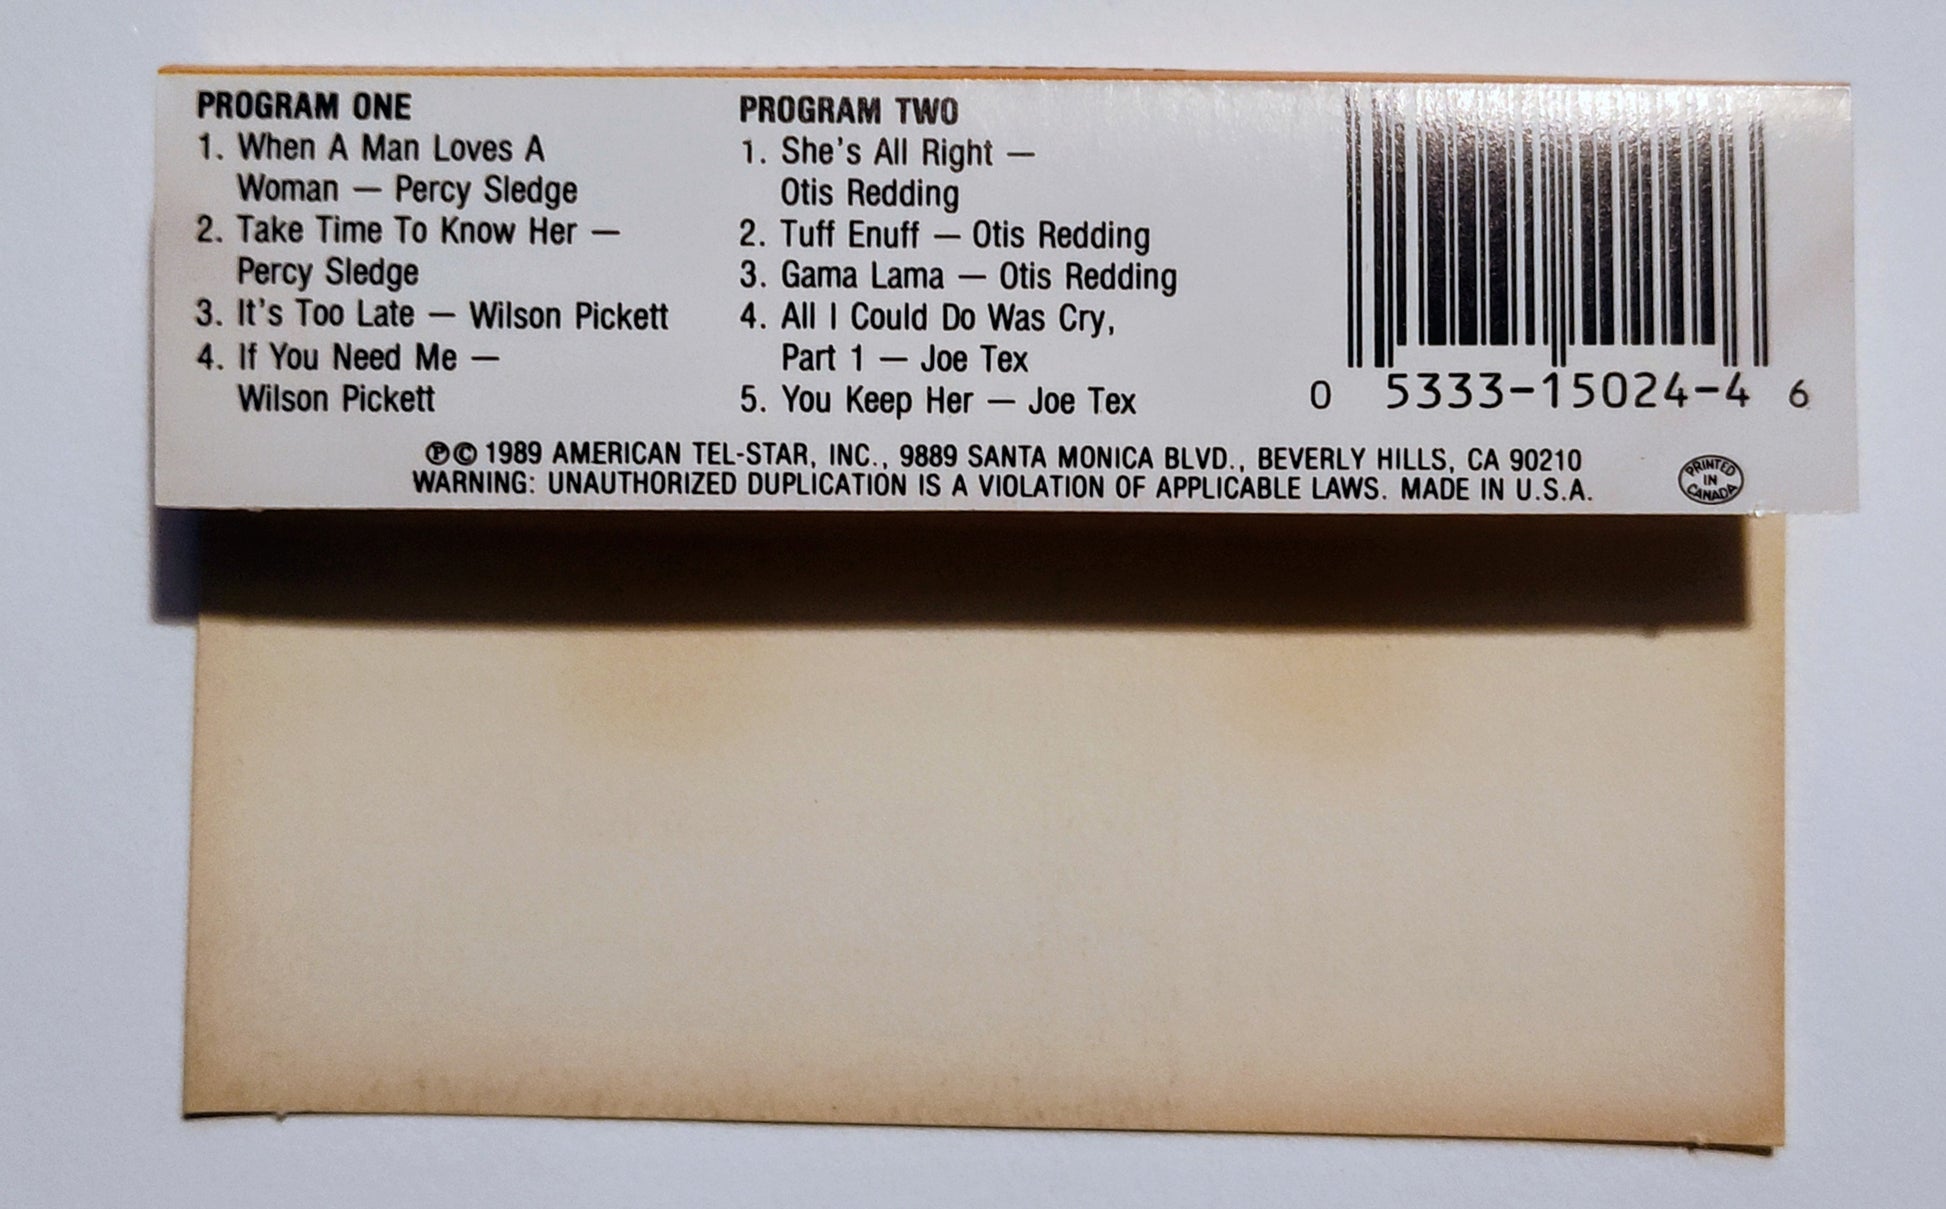 PROGRAM ONE
1. When A Man Loves A
Woman — Percy Sledge
2. Take Time To Know Her —
Percy Sledge
3. It's Too Late — Wilson Pickett
4. If You Need Me —
Wilson Pickett
PROGRAM TWO
1. She's All Right —
Otis Redding
2. Tuff Enuff — Otis Redding
3. Gama Lama — Otis Redding
4. All I Could Do Was Cry,
Part 1 — Joe Tex
5. You Keep Her — Joe Tex
0 5333-15024-4 6
℗© 1989 AMERICAN TEL-STAR, INC., 9889 SANTA MONICA BLVD., BEVERLY HILLS, CA 90210
WARNING: UNAUTHORIZED DUPLICATION IS A VIOLATION OF APPLICABLE LAWS. MADE IN U.S.A.
PRINTED
IN
CANADA